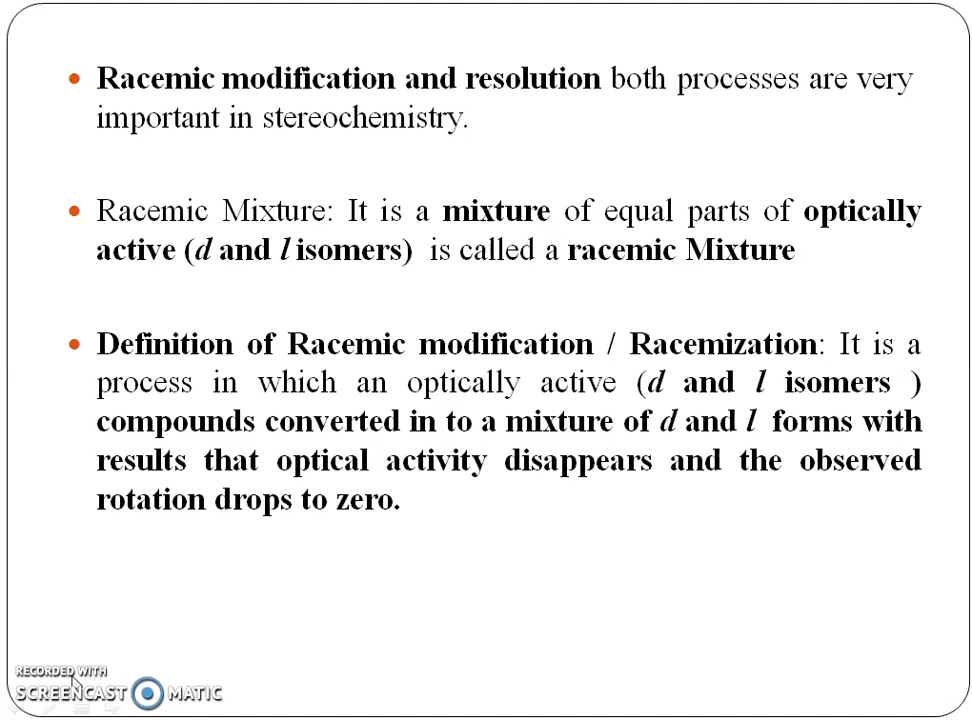 Racemic modification and resolution both processes are very
important in stereochemistry.
Racemic Mixture: It is a mixture of equal parts of optically
active (d and l isomers) is called a racemic Mixture
Definition of Racemic modification / Racemization: It is a
process in which an optically active (d and l isomers )
compounds converted in to a mixture of d and l forms with
results that optical activity disappears and the observed
rotation drops to zero.
RECORDED WITH
SCREENCAST MATIC